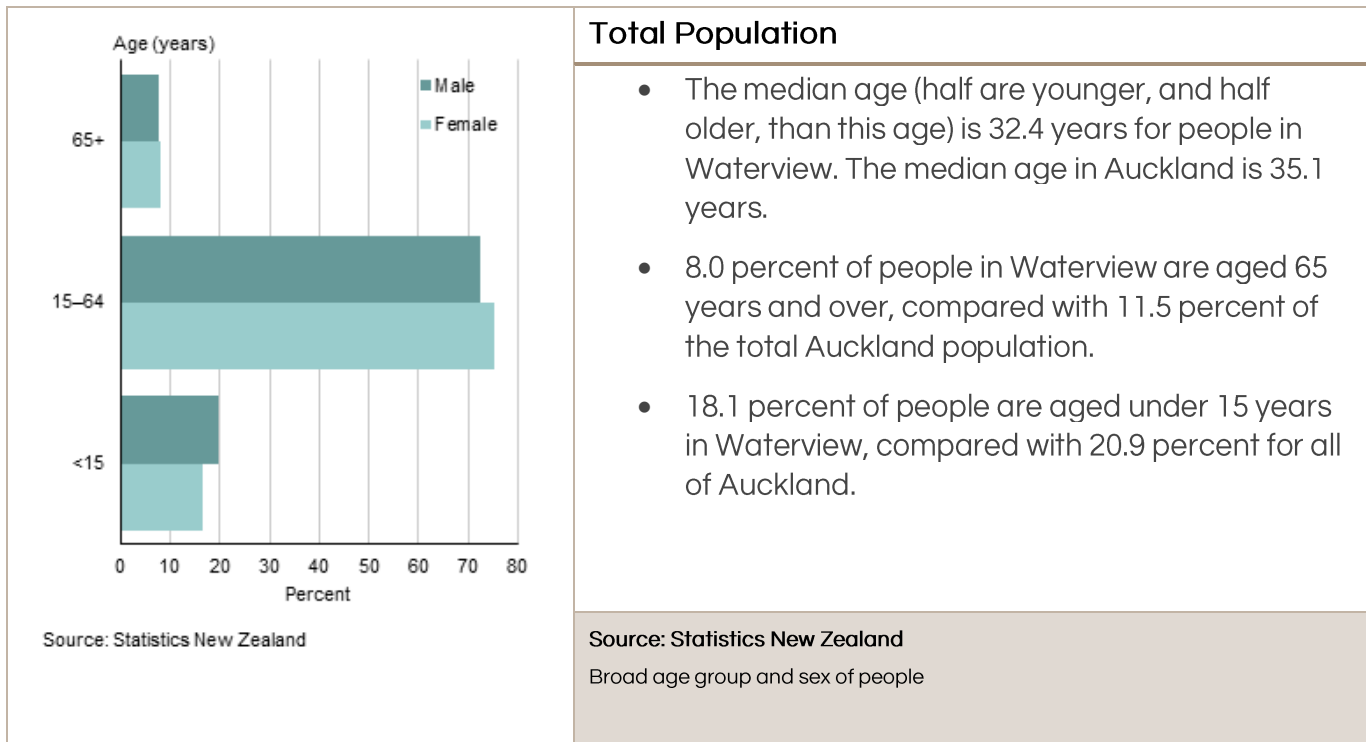 Age (years)
Male
Female
65+
15–64
<15
0 10 20 30 40 50 60 70 80
Percent
Source: Statistics New Zealand
Total Population
• The median age (half are younger, and half
older, than this age) is 32.4 years for people in
Waterview. The median age in Auckland is 35.1
years.
• 8.0 percent of people in Waterview are aged 65
years and over, compared with 11.5 percent of
the total Auckland population.
• 18.1 percent of people are aged under 15 years
in Waterview, compared with 20.9 percent for all
of Auckland.
Source: Statistics New Zealand
Broad age group and sex of people